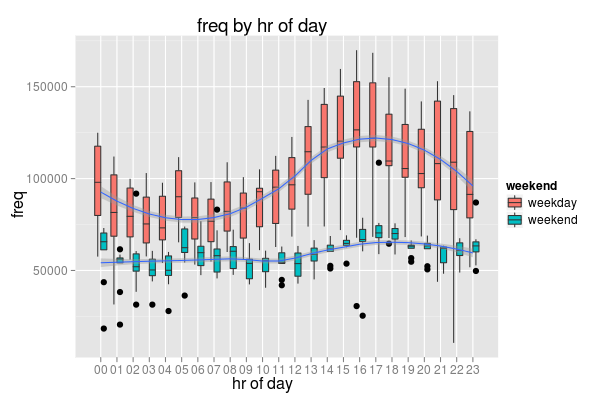 freq by hr of day
freq
150000
100000
50000
00 01 02 03 04 05 06 07 08 09 10 11 12 13 14 15 16 17 18 19 20 21 22 23
hr of day
weekend
weekday
weekend